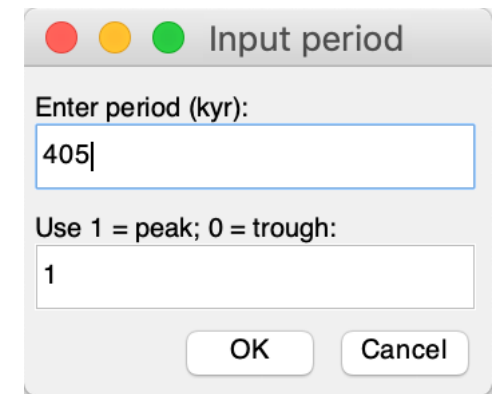 Input period
Enter period (kyr):
405
Use 1 = peak; 0 = trough:
1
OK
Cancel